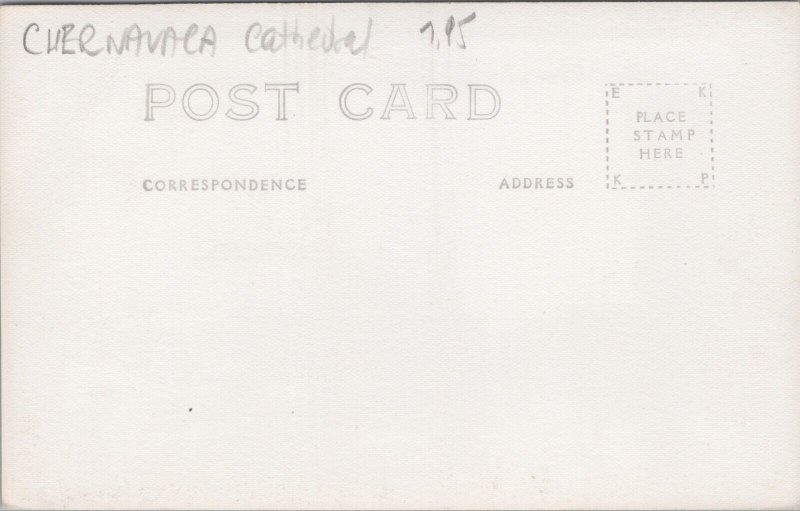 CUERNAVACA Cathedral 7.95
POST CARD
E K
PLACE
STAMP
HERE
K P
CORRESPONDENCE ADDRESS